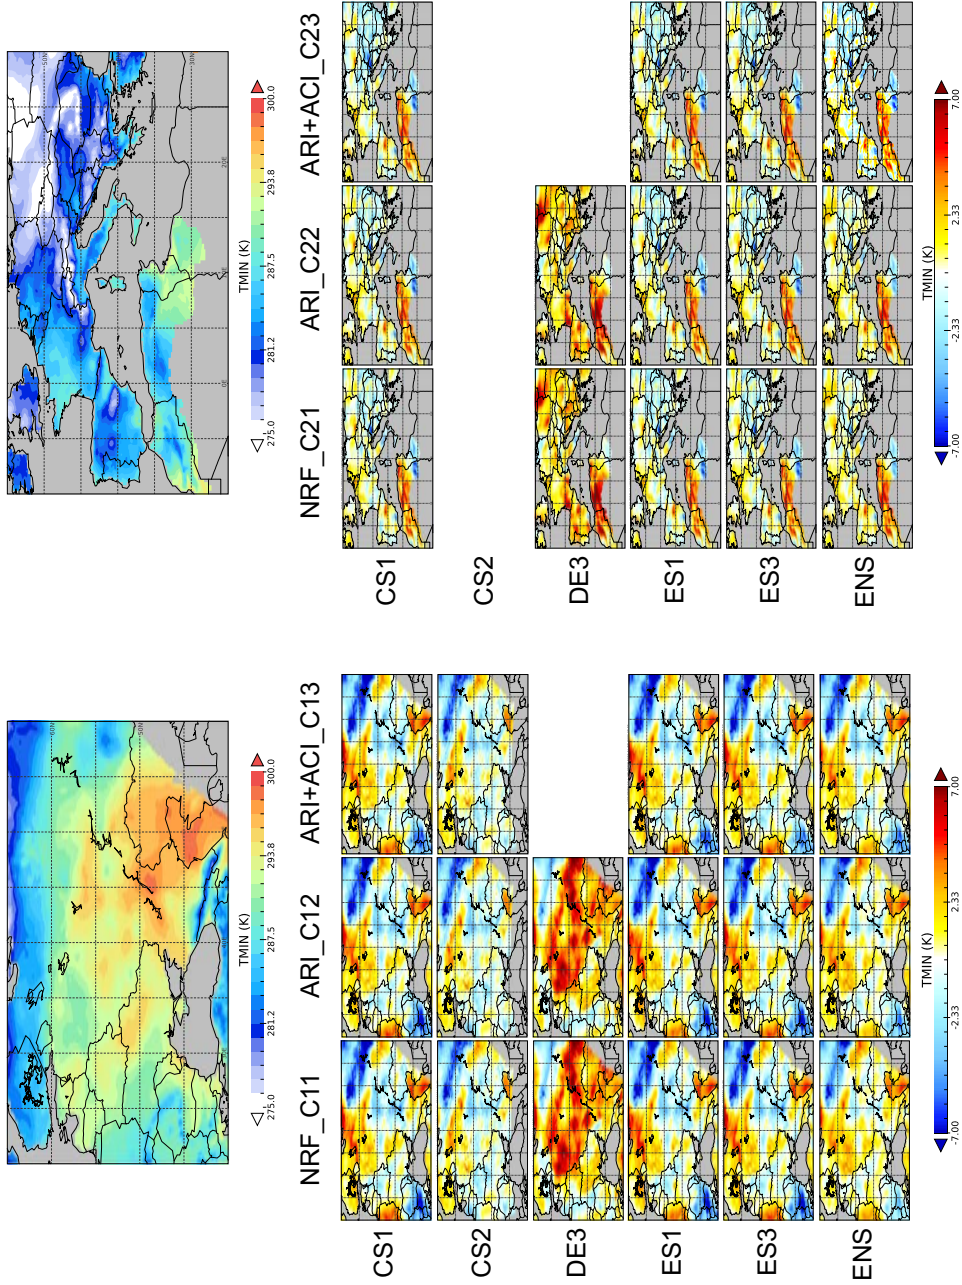 TMIN (K)
275.0
281.2
287.5
293.8
300.0
NRF_C11
ARI_C12
ARI+ACI_C13
CS1
CS2
DE3
ES1
ES3
ENS
TMIN (K)
-7.00
-2.33
2.33
7.00
TMIN (K)
275.0
281.2
287.5
293.8
300.0
NRF_C21
ARI_C22
ARI+ACI_C23
CS1
CS2
DE3
ES1
ES3
ENS
TMIN (K)
-7.00
-2.33
2.33
7.00